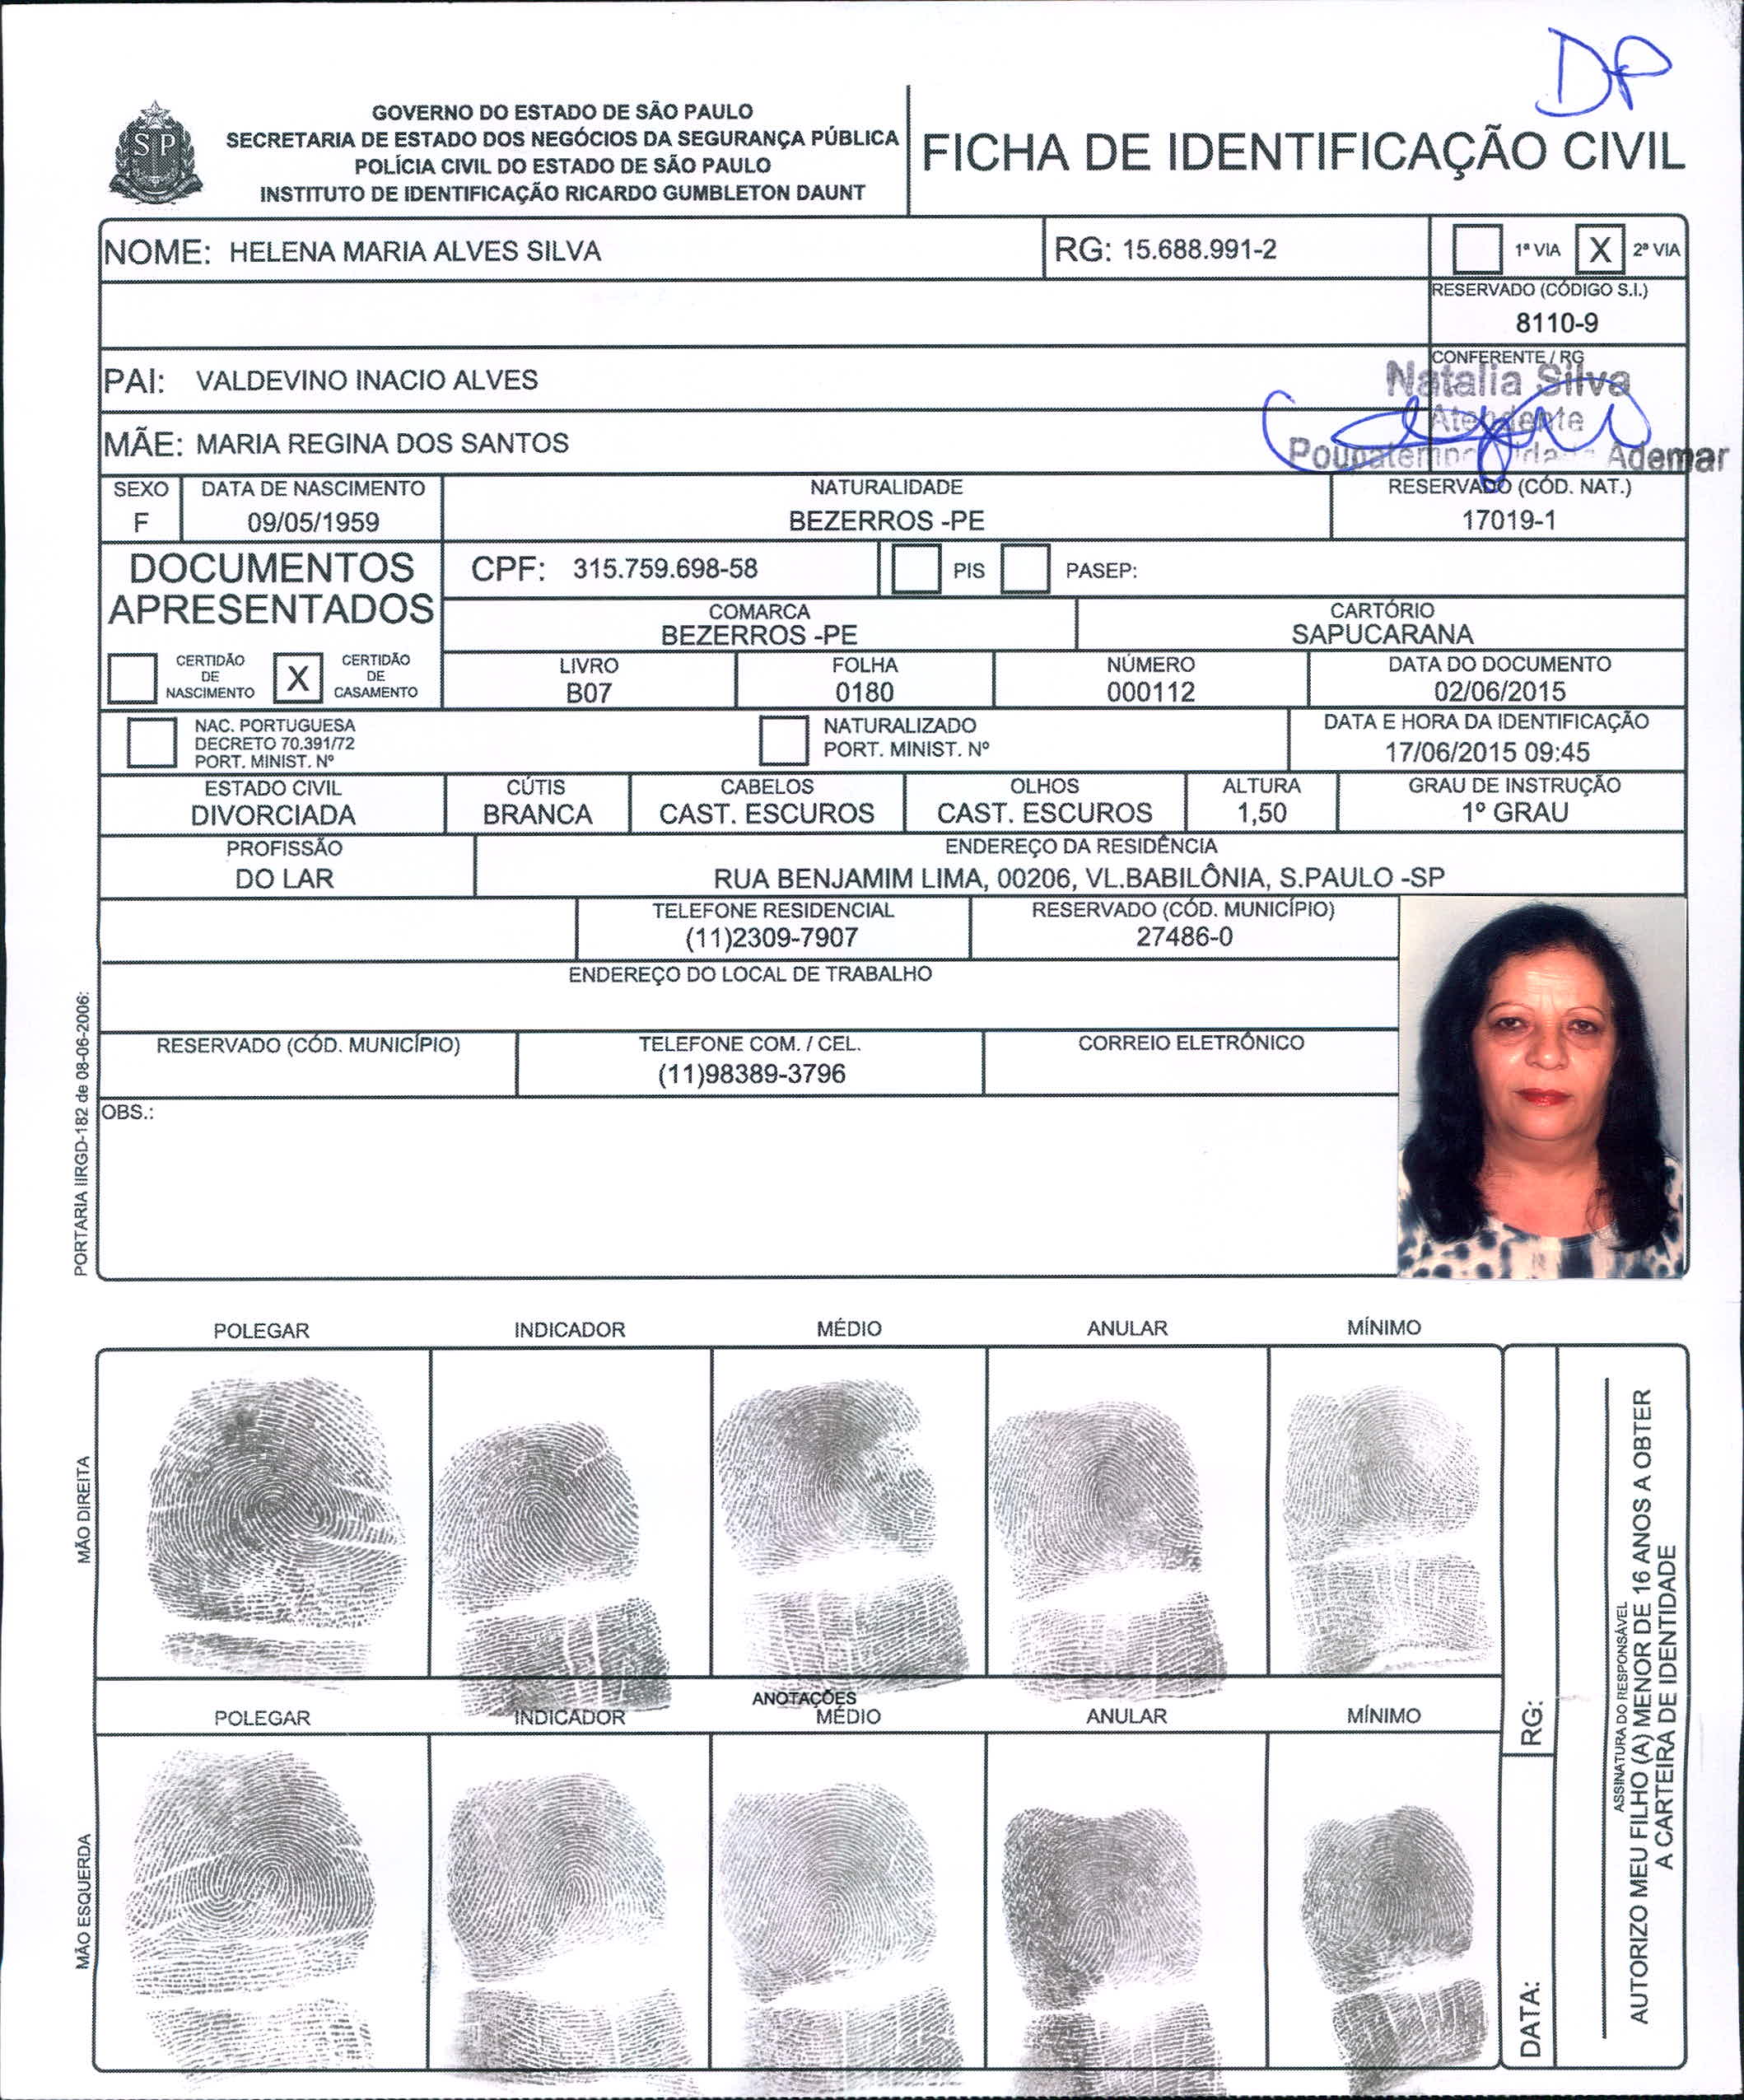 DP
GOVERNO DO ESTADO DE SÃO PAULO
SECRETARIA DE ESTADO DOS NEGÓCIOS DA SEGURANÇA PÚBLICA
POLÍCIA CIVIL DO ESTADO DE SÃO PAULO
INSTITUTO DE IDENTIFICAÇÃO RICARDO GUMBLETON DAUNT
SP
FICHA DE IDENTIFICAÇÃO CIVIL
NOME: HELENA MARIA ALVES SILVA
RG: 15.688.991-2
1ª VIA X 2ª VIA
RESERVADO (CÓDIGO S.I.)
8110-9
PAI: VALDEVINO INACIO ALVES
CONFERENTE / RG
Natalia Silva
Atendente
Poupatempo Ademar
MÃE: MARIA REGINA DOS SANTOS
SEXO
F
DATA DE NASCIMENTO
09/05/1959
NATURALIDADE
BEZERROS -PE
RESERVADO (CÓD. NAT.)
17019-1
DOCUMENTOS
APRESENTADOS
CPF: 315.759.698-58
PIS
PASEP:
COMARCA
BEZERROS -PE
CARTÓRIO
SAPUCARANA
CERTIDÃO
DE
NASCIMENTO
X
CERTIDÃO
DE
CASAMENTO
LIVRO
B07
FOLHA
0180
NÚMERO
000112
DATA DO DOCUMENTO
02/06/2015
NAC. PORTUGUESA
DECRETO 70.391/72
PORT. MINIST. Nº
NATURALIZADO
PORT. MINIST. Nº
DATA E HORA DA IDENTIFICAÇÃO
17/06/2015 09:45
ESTADO CIVIL
DIVORCIADA
CÚTIS
BRANCA
CABELOS
CAST. ESCUROS
OLHOS
CAST. ESCUROS
ALTURA
1,50
GRAU DE INSTRUÇÃO
1º GRAU
PROFISSÃO
DO LAR
ENDEREÇO DA RESIDÊNCIA
RUA BENJAMIM LIMA, 00206, VL.BABILÔNIA, S.PAULO -SP
TELEFONE RESIDENCIAL
(11)2309-7907
RESERVADO (CÓD. MUNICÍPIO)
27486-0
ENDEREÇO DO LOCAL DE TRABALHO
RESERVADO (CÓD. MUNICÍPIO)
TELEFONE COM. / CEL.
(11)98389-3796
CORREIO ELETRÔNICO
OBS.:
PORTARIA IIRGD-182 de 08-06-2006:
POLEGAR INDICADOR MÉDIO ANULAR MÍNIMO
MÃO DIREITA
ANOTAÇÕES
POLEGAR INDICADOR MÉDIO ANULAR MÍNIMO
MÃO ESQUERDA
RG:
DATA:
ASSINATURA DO RESPONSÁVEL
AUTORIZO MEU FILHO (A) MENOR DE 16 ANOS A OBTER
A CARTEIRA DE IDENTIDADE